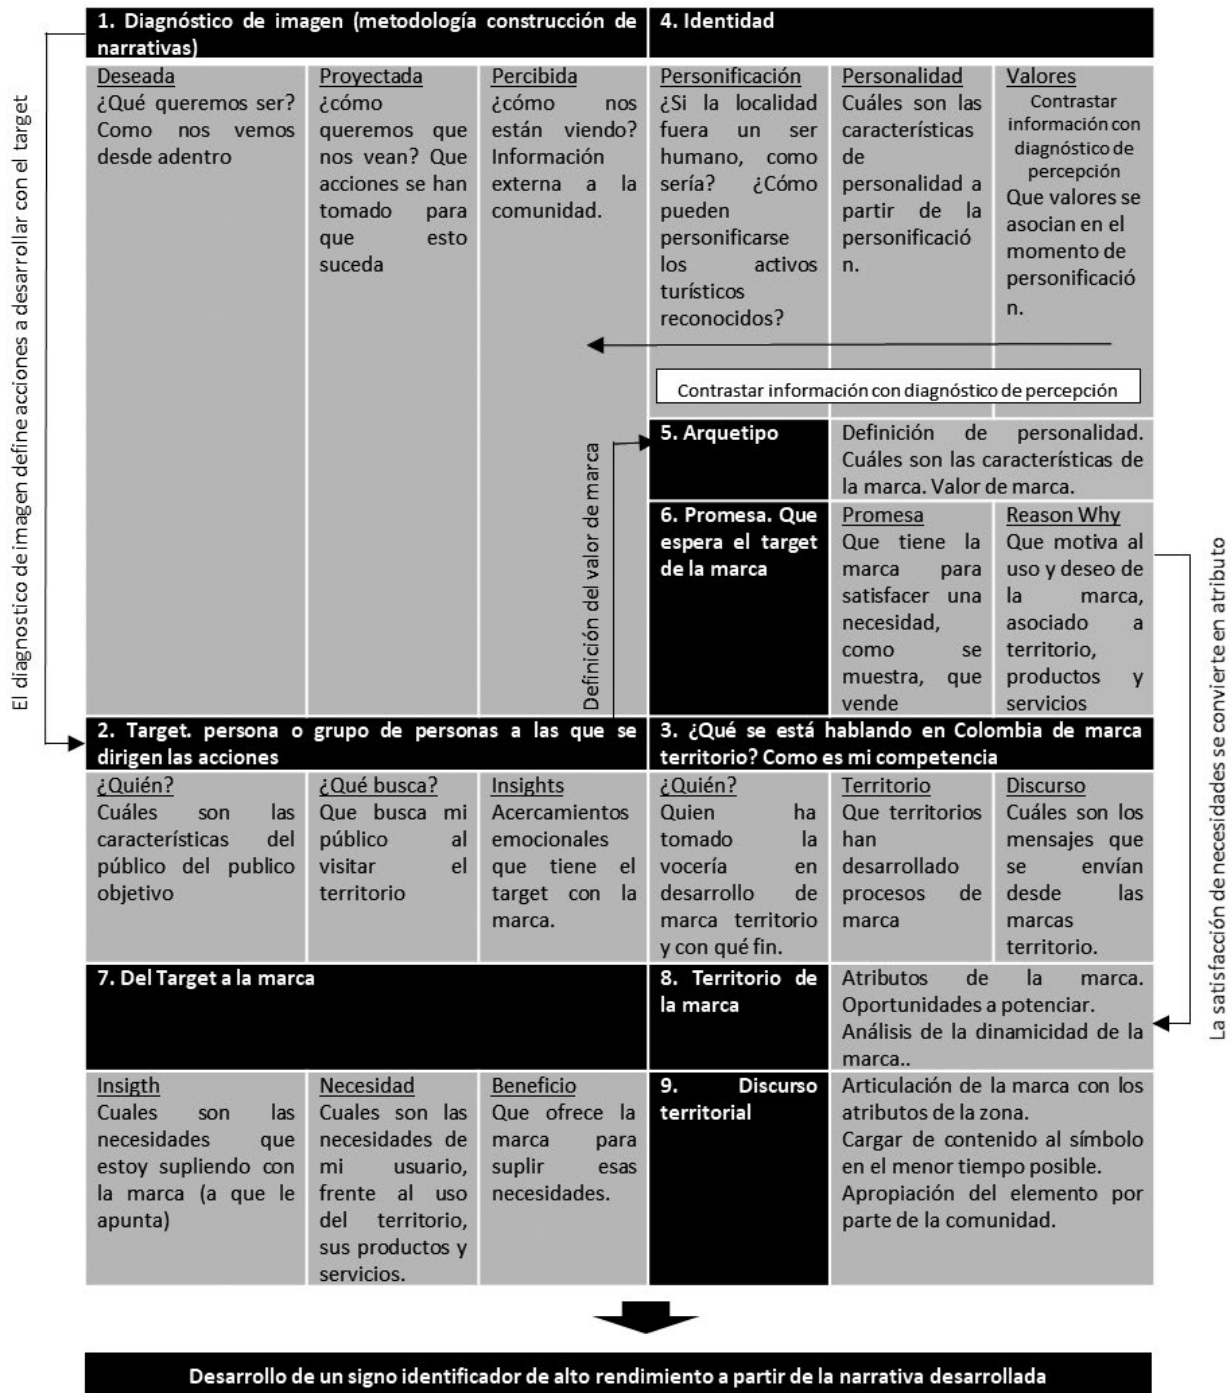 El diagnostico de imagen define acciones a desarrollar con el target
1. Diagnóstico de imagen (metodología construcción de
narrativas)
Deseada
¿Qué queremos ser?
Como nos vemos
desde adentro
Proyectada
¿cómo
queremos que
nos vean? Que
acciones se han
tomado para
que esto
suceda
Percibida
¿cómo nos
están viendo?
Información
externa a la
comunidad.
4. Identidad
Personificación
¿Si la localidad
fuera un ser
humano, como
sería? ¿Cómo
pueden
personificarse
los activos
turísticos
reconocidos?
Personalidad
Cuáles son las
características
de
personalidad a
partir de la
personificació
n.
Valores
Contrastar
información con
diagnóstico de
percepción
Que valores se
asocian en el
momento de
personificació
n.
Contrastar información con diagnóstico de percepción
Definición del valor de marca
5. Arquetipo
Definición de personalidad.
Cuáles son las características de
la marca. Valor de marca.
6. Promesa. Que
espera el target
de la marca
Promesa
Que tiene la
marca para
satisfacer una
necesidad,
como se
muestra, que
vende
Reason Why
Que motiva al
uso y deseo de
la marca,
asociado a
territorio,
productos y
servicios
La satisfacción de necesidades se convierte en atributo
2. Target. persona o grupo de personas a las que se
dirigen las acciones
¿Quién?
Cuáles son las
características del
público del publico
objetivo
¿Qué busca?
Que busca mi
público al
visitar el
territorio
Insights
Acercamientos
emocionales
que tiene el
target con la
marca.
3. ¿Qué se está hablando en Colombia de marca
territorio? Como es mi competencia
¿Quién?
Quien ha
tomado la
vocería en
desarrollo de
marca territorio
y con qué fin.
Territorio
Que territorios
han
desarrollado
procesos de
marca
Discurso
Cuáles son los
mensajes que
se envían
desde las
marcas
territorio.
7. Del Target a la marca
8. Territorio de
la marca
Atributos de la marca.
Oportunidades a potenciar.
Análisis de la dinamicidad de la
marca..
Insigth
Cuales son las
necesidades que
estoy supliendo con
la marca (a que le
apunta)
Necesidad
Cuales son las
necesidades de
mi usuario,
frente al uso
del territorio,
sus productos y
servicios.
Beneficio
Que ofrece la
marca para
suplir esas
necesidades.
9. Discurso
territorial
Articulación de la marca con los
atributos de la zona.
Cargar de contenido al símbolo
en el menor tiempo posible.
Apropiación del elemento por
parte de la comunidad.
Desarrollo de un signo identificador de alto rendimiento a partir de la narrativa desarrollada